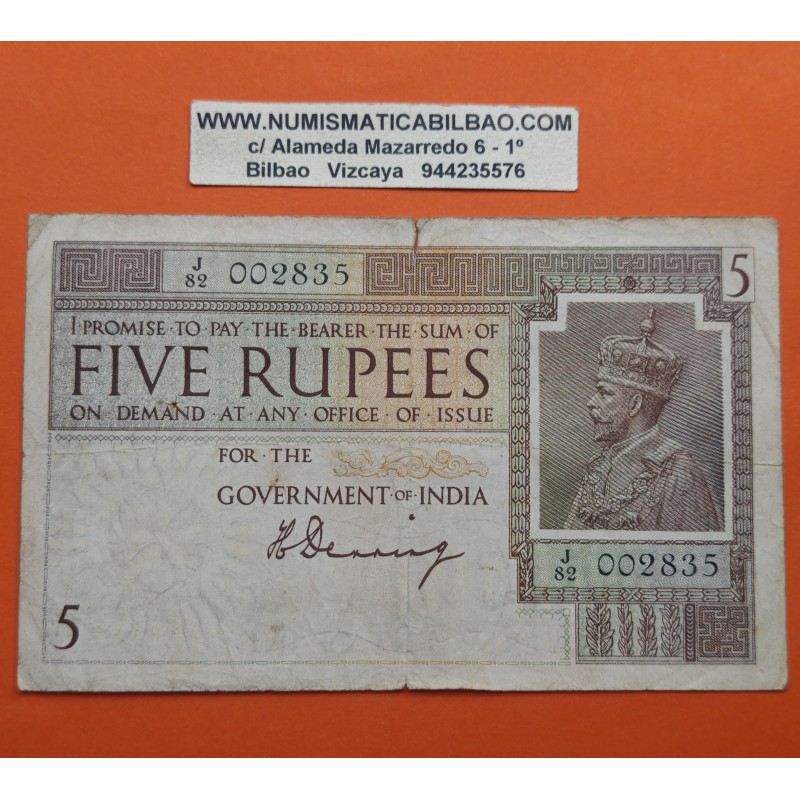 WWW.NUMISMATICABILBAO.COM
c/ Alameda Mazarredo 6 - 1º
Bilbao Vizcaya 944235576
J/82 002835
5
I·PROMISE·TO·PAY·THE·BEARER·THE·SUM·OF
FIVE RUPEES
ON·DEMAND·AT·ANY·OFFICE·OF·ISSUE
FOR·THE
GOVERNMENT·OF·INDIA
H Denning
J/82 002835
5